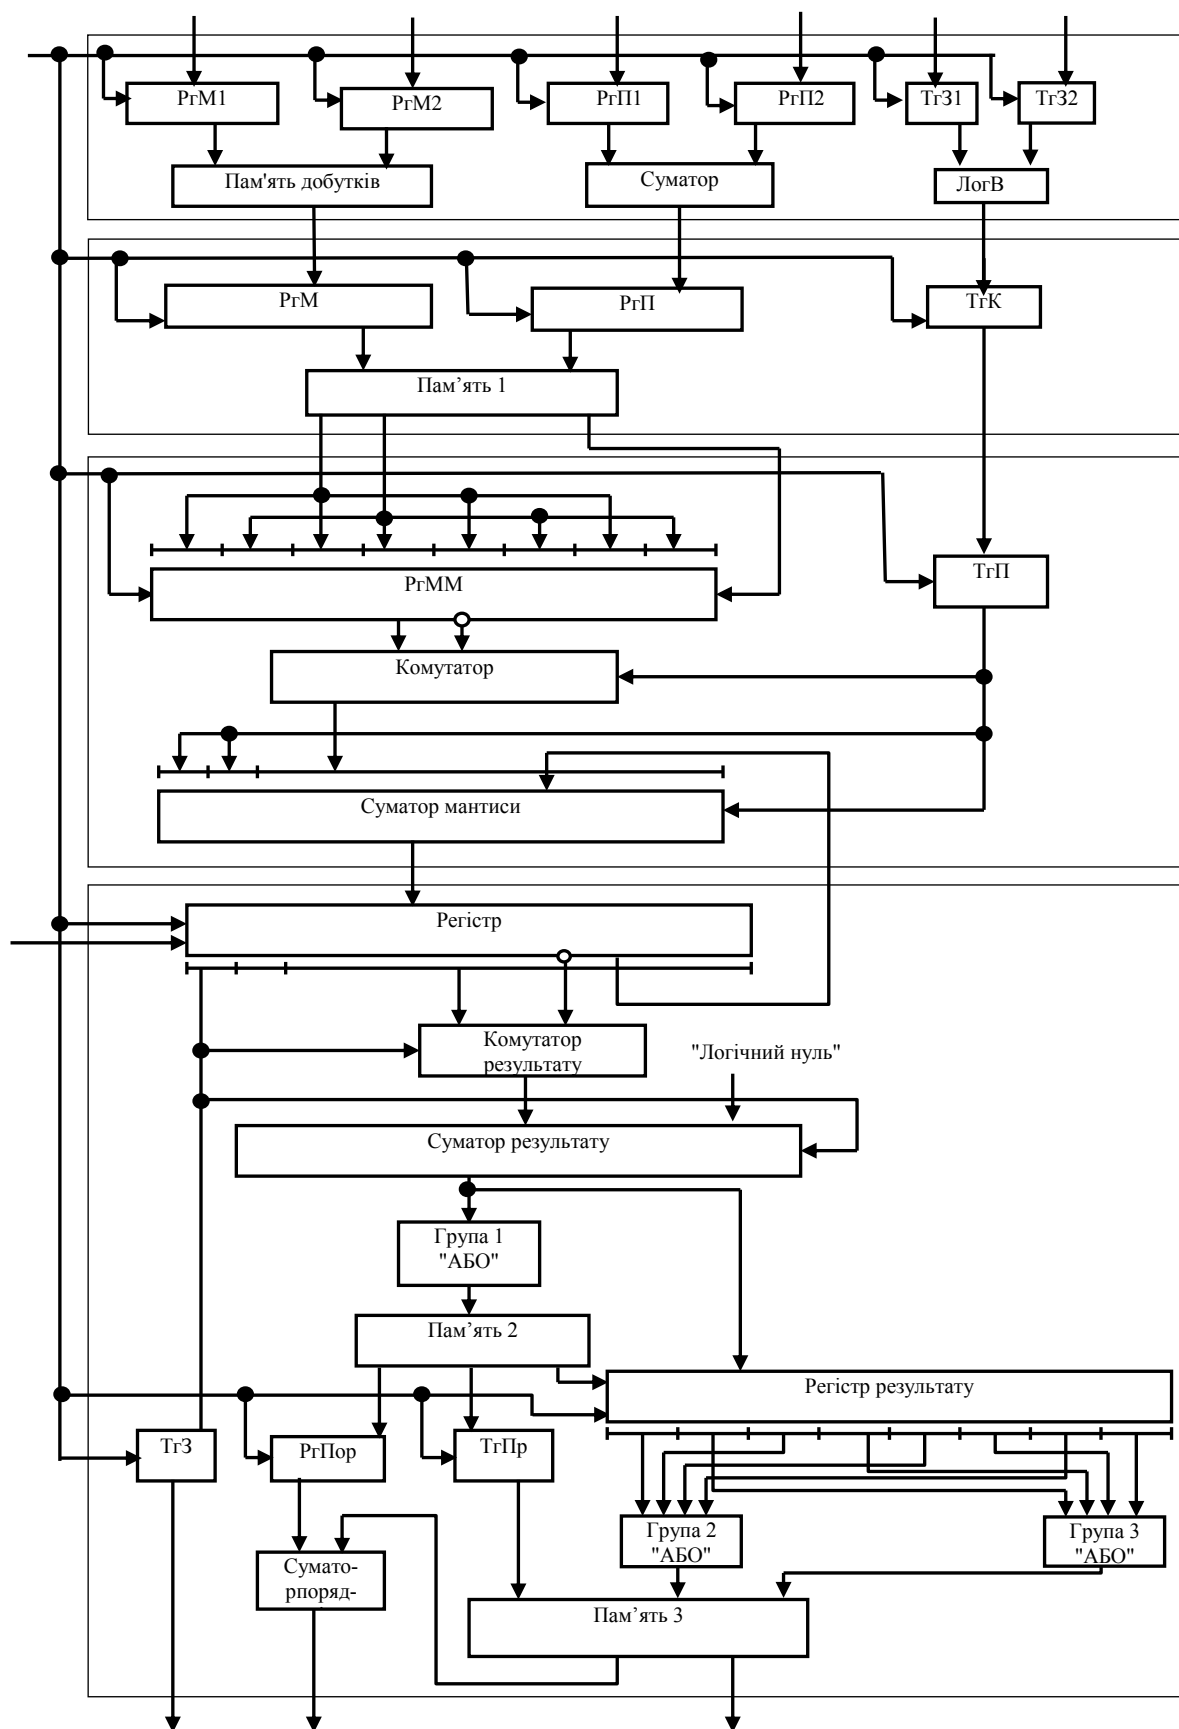 РгМ1
РгМ2
РгП1
РгП2
ТгЗ1
ТгЗ2
Пам'ять добутків
Суматор
ЛогВ
РгМ
РгП
ТгК
Пам’ять 1
РгММ
ТгП
Комутатор
Суматор мантиси
Регістр
Комутатор
результату
"Логічний нуль"
Суматор результату
Група 1
"АБО"
Пам’ять 2
Регістр результату
ТгЗ
РгПор
ТгПр
Група 2
"АБО"
Група 3
"АБО"
Сумато-
рпоряд-
Пам’ять 3